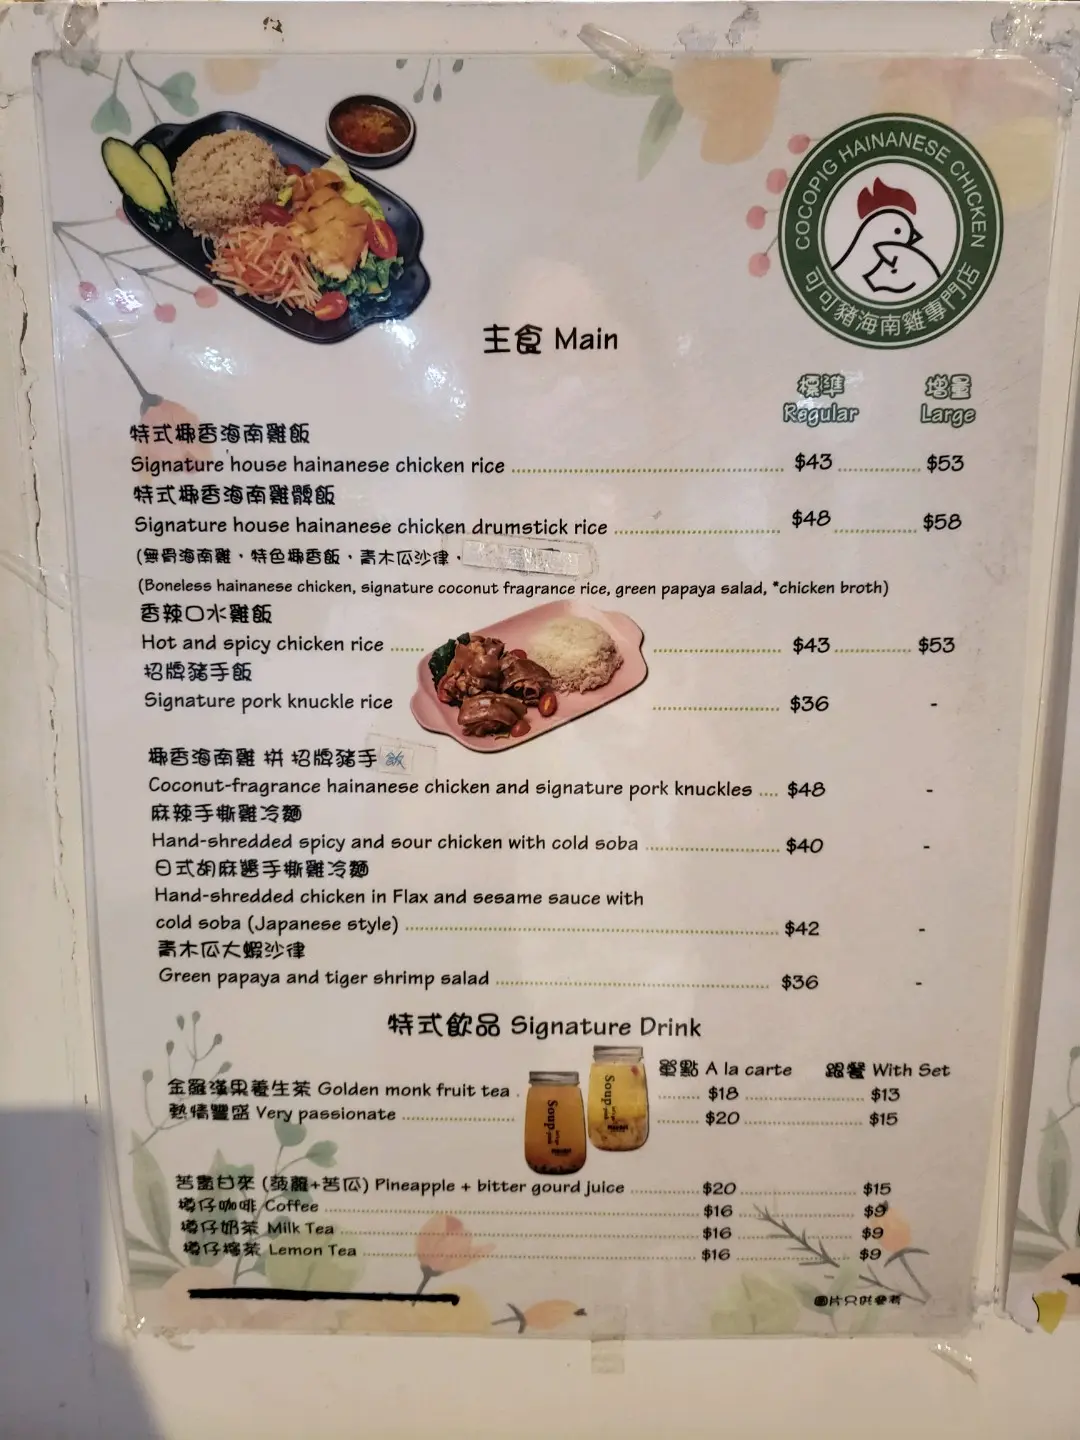 COCOPIG HAINANESE CHICKEN
可可豬海南雞專門店
主食 Main
標準 增量
Regular Large
特式椰香海南雞飯
Signature house hainanese chicken rice $43 $53
特式椰香海南雞髀飯
Signature house hainanese chicken drumstick rice $48 $58
(無骨海南雞，特色椰香飯，青木瓜沙律，
(Boneless hainanese chicken, signature coconut fragrance rice, green papaya salad, *chicken broth)
香辣口水雞飯
Hot and spicy chicken rice $43 $53
招牌豬手飯
Signature pork knuckle rice $36 -
椰香海南雞 拼 招牌豬手 飯
Coconut-fragrance hainanese chicken and signature pork knuckles $48 -
麻辣手撕雞冷麵
Hand-shredded spicy and sour chicken with cold soba $40 -
日式胡麻醬手撕雞冷麵
Hand-shredded chicken in Flax and sesame sauce with
cold soba (Japanese style) $42 -
青木瓜大蝦沙律
Green papaya and tiger shrimp salad $36 -
特式飲品 Signature Drink
單點 A la carte 跟餐 With Set
金羅漢果養生茶 Golden monk fruit tea $18 $13
熱情豐盛 Very passionate $20 $15
Soup
Soup
苦盡甘來 (菠蘿+苦瓜) Pineapple + bitter gourd juice $20 $15
樽仔咖啡 Coffee $16 $9
樽仔奶茶 Milk Tea $16 $9
樽仔檸茶 Lemon Tea $16 $9
圖片只供參考